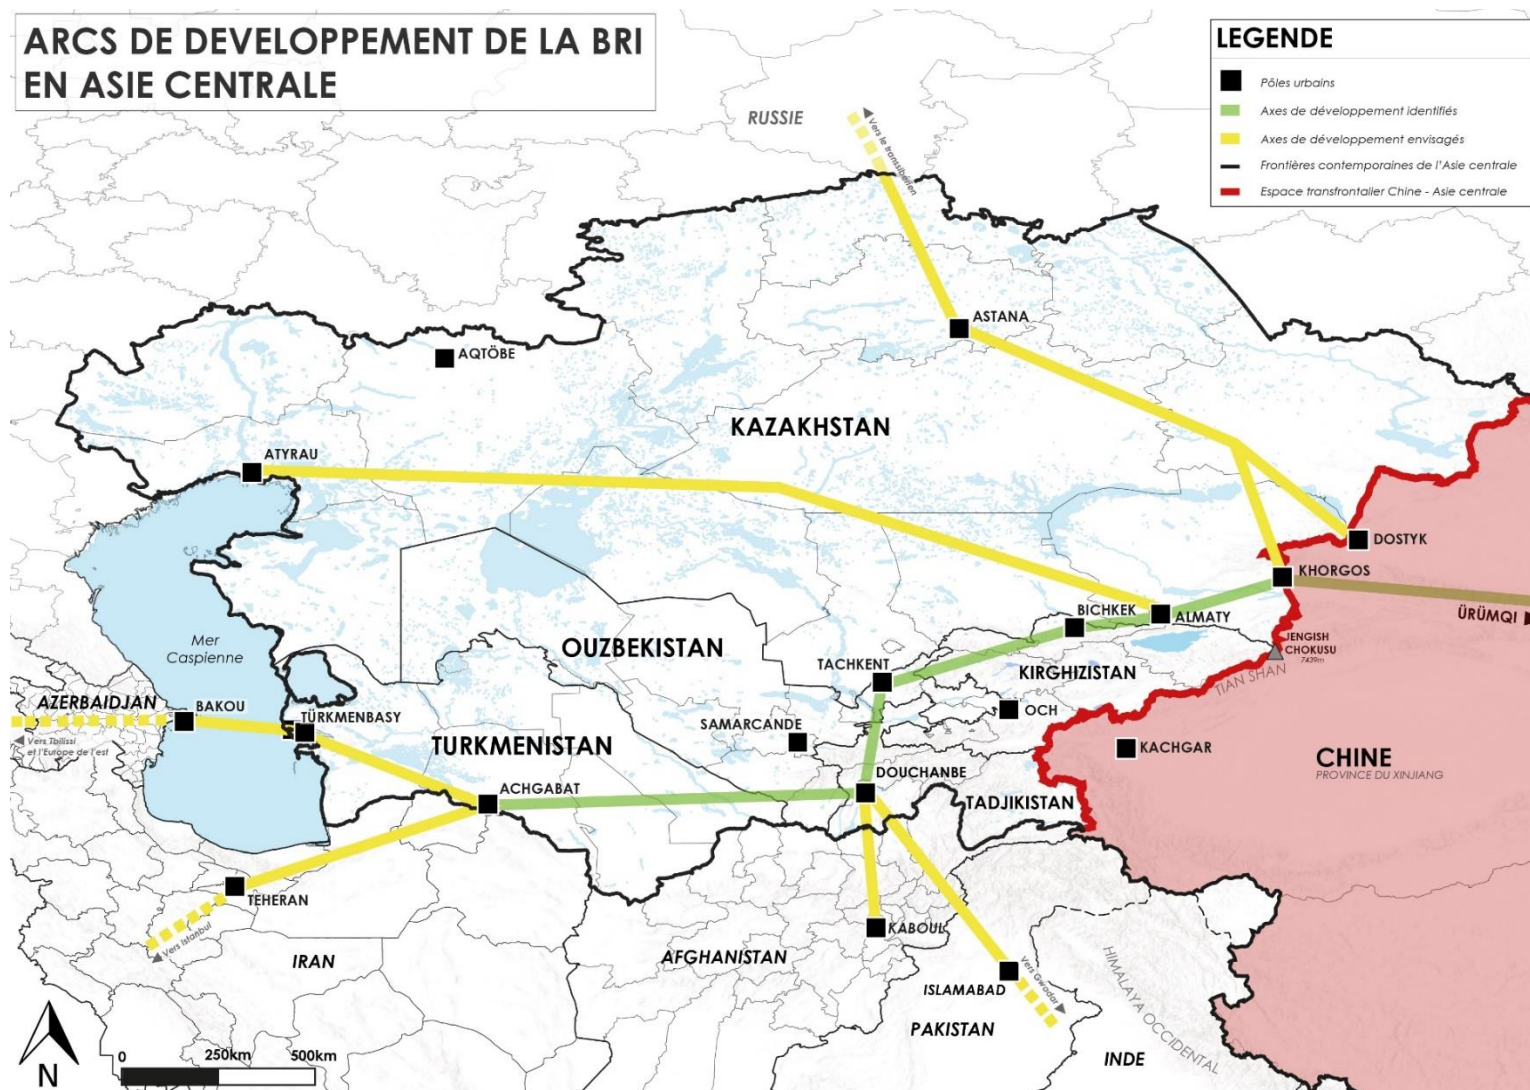 ARCS DE DEVELOPPEMENT DE LA BRI
EN ASIE CENTRALE
LEGENDE
Pôles urbains
Axes de développement identifiés
Axes de développement envisagés
Frontières contemporaines de l'Asie centrale
Espace transfrontalier Chine - Asie centrale
RUSSIE
Vers le transsibérien
ASTANA
AQTÖBE
KAZAKHSTAN
ATYRAU
DOSTYK
KHORGOS
BICHKEK
ALMATY
ÜRÜMQI
Mer
Caspienne
OUZBEKISTAN
TACHKENT
KIRGHIZISTAN
JENGISH
CHOKUSU
7439m
TIAN SHAN
AZERBAIDJAN
BAKOU
TÜRKMENBASY
SAMARCANDE
OCH
Vers Tbilissi
et l'Europe de l'est
TURKMENISTAN
KACHGAR
CHINE
PROVINCE DU XINJIANG
ACHGABAT
DOUCHANBE
TADJIKISTAN
TEHERAN
Vers Istanbul
KABOUL
IRAN
AFGHANISTAN
ISLAMABAD
Vers Gwadar
PAKISTAN
HIMALAYA OCCIDENTAL
INDE
N
0 250km 500km